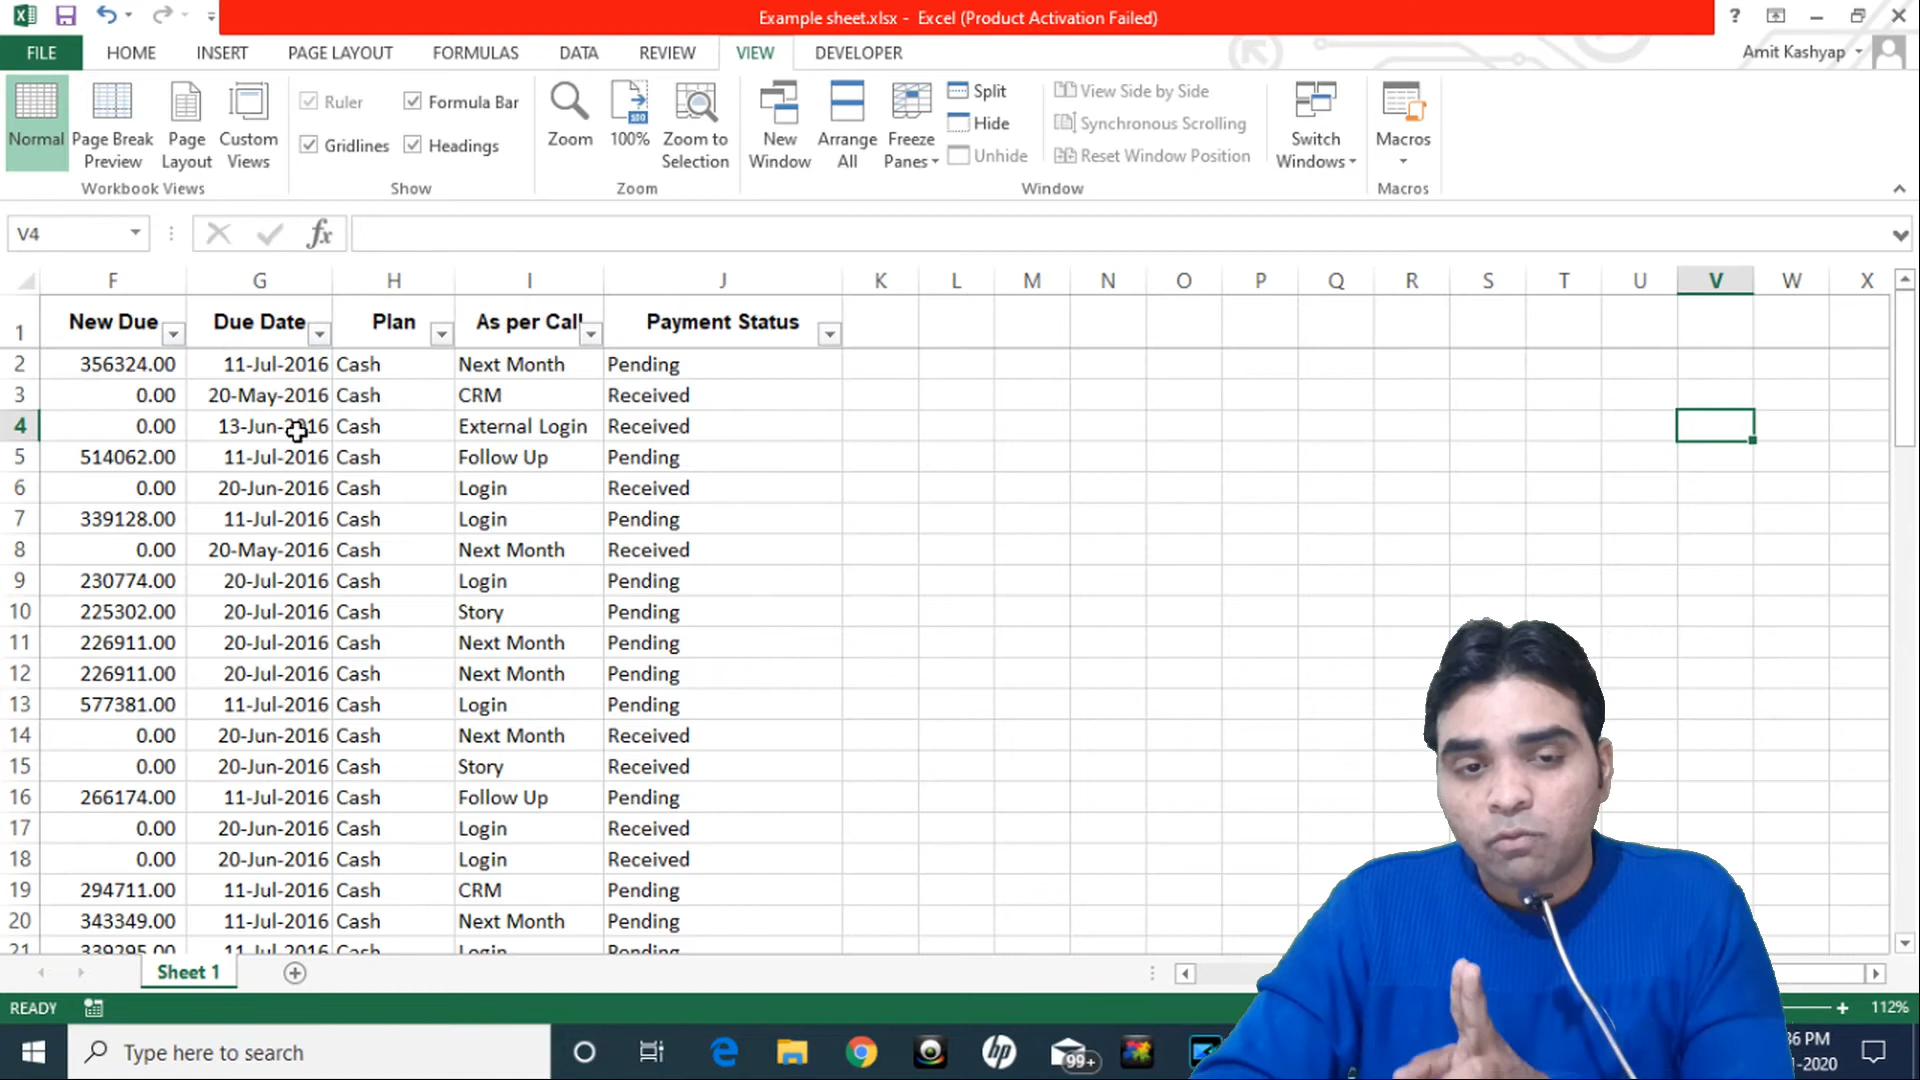 Example sheet.xlsx - Excel (Product Activation Failed)
FILE HOME INSERT PAGE LAYOUT FORMULAS DATA REVIEW VIEW DEVELOPER Amit Kashyap
Normal Page Break Preview Page Layout Custom Views
Workbook Views
Ruler Formula Bar
Gridlines Headings
Show
Zoom 100% Zoom to Selection
Zoom
New Window Arrange All Freeze Panes
Split View Side by Side
Hide Synchronous Scrolling
Unhide Reset Window Position
Switch Windows
Window
Macros
Macros
V4 fx
F G H I J K L M N O P Q R S T U V W X
1 New Due Due Date Plan As per Call Payment Status
2 356324.00 11-Jul-2016 Cash Next Month Pending
3 0.00 20-May-2016 Cash CRM Received
4 0.00 13-Jun-2016 Cash External Login Received
5 514062.00 11-Jul-2016 Cash Follow Up Pending
6 0.00 20-Jun-2016 Cash Login Received
7 339128.00 11-Jul-2016 Cash Login Pending
8 0.00 20-May-2016 Cash Next Month Received
9 230774.00 20-Jul-2016 Cash Login Pending
10 225302.00 20-Jul-2016 Cash Story Pending
11 226911.00 20-Jul-2016 Cash Next Month Pending
12 226911.00 20-Jul-2016 Cash Next Month Pending
13 577381.00 11-Jul-2016 Cash Login Pending
14 0.00 20-Jun-2016 Cash Next Month Received
15 0.00 20-Jun-2016 Cash Story Received
16 266174.00 11-Jul-2016 Cash Follow Up Pending
17 0.00 20-Jun-2016 Cash Login Received
18 0.00 20-Jun-2016 Cash Login Received
19 294711.00 11-Jul-2016 Cash CRM Pending
20 343349.00 11-Jul-2016 Cash Next Month Pending
21 339295.00 11-Jul-2016 Cash Login Pending
Sheet 1
READY 112%
Type here to search hp 99+ 36 PM
-2020